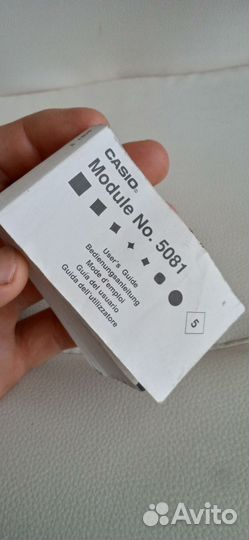 CASIO®
Module No. 5081
User's Guide
Bedienungsanleitung
Mode d'emploi
Guía del usuario
Guida dell'utilizzatore
5
Avito